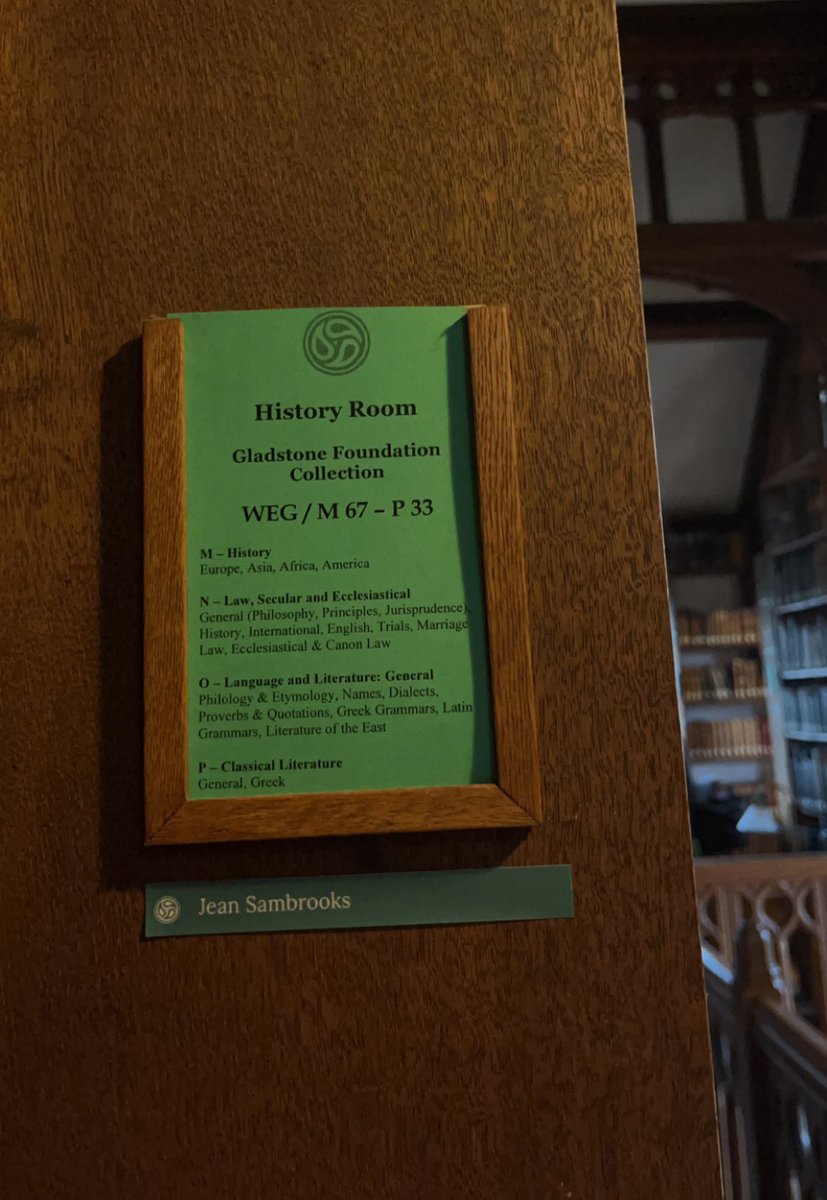 History Room
Gladstone Foundation
Collection
WEG / M 67 – P 33
M – History
Europe, Asia, Africa, America
N – Law, Secular and Ecclesiastical
General (Philosophy, Principles, Jurisprudence),
History, International, English, Trials, Marriage
Law, Ecclesiastical & Canon Law
O – Language and Literature: General
Philology & Etymology, Names, Dialects,
Proverbs & Quotations, Greek Grammars, Latin
Grammars, Literature of the East
P – Classical Literature
General, Greek
Jean Sambrooks